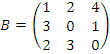 B = (1 2 4
3 0 1
2 3 0)